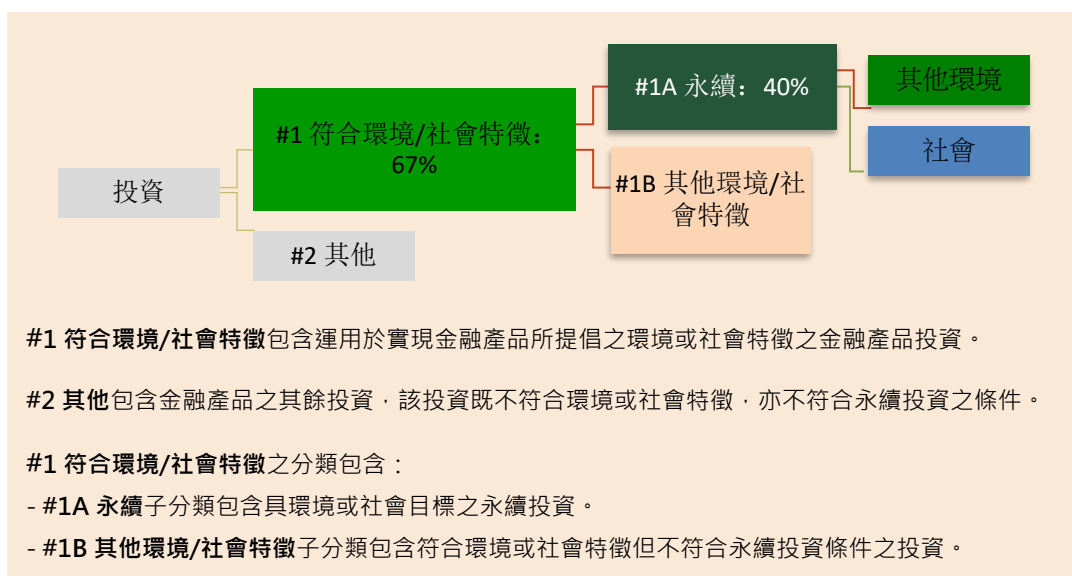 投資
#1 符合環境/社會特徵：
67%
#2 其他
#1A 永續：40%
#1B 其他環境/社
會特徵
其他環境
社會
#1 符合環境/社會特徵包含運用於實現金融產品所提倡之環境或社會特徵之金融產品投資。
#2 其他包含金融產品之其餘投資，該投資既不符合環境或社會特徵，亦不符合永續投資之條件。
#1 符合環境/社會特徵之分類包含：
- #1A 永續子分類包含具環境或社會目標之永續投資。
- #1B 其他環境/社會特徵子分類包含符合環境或社會特徵但不符合永續投資條件之投資。